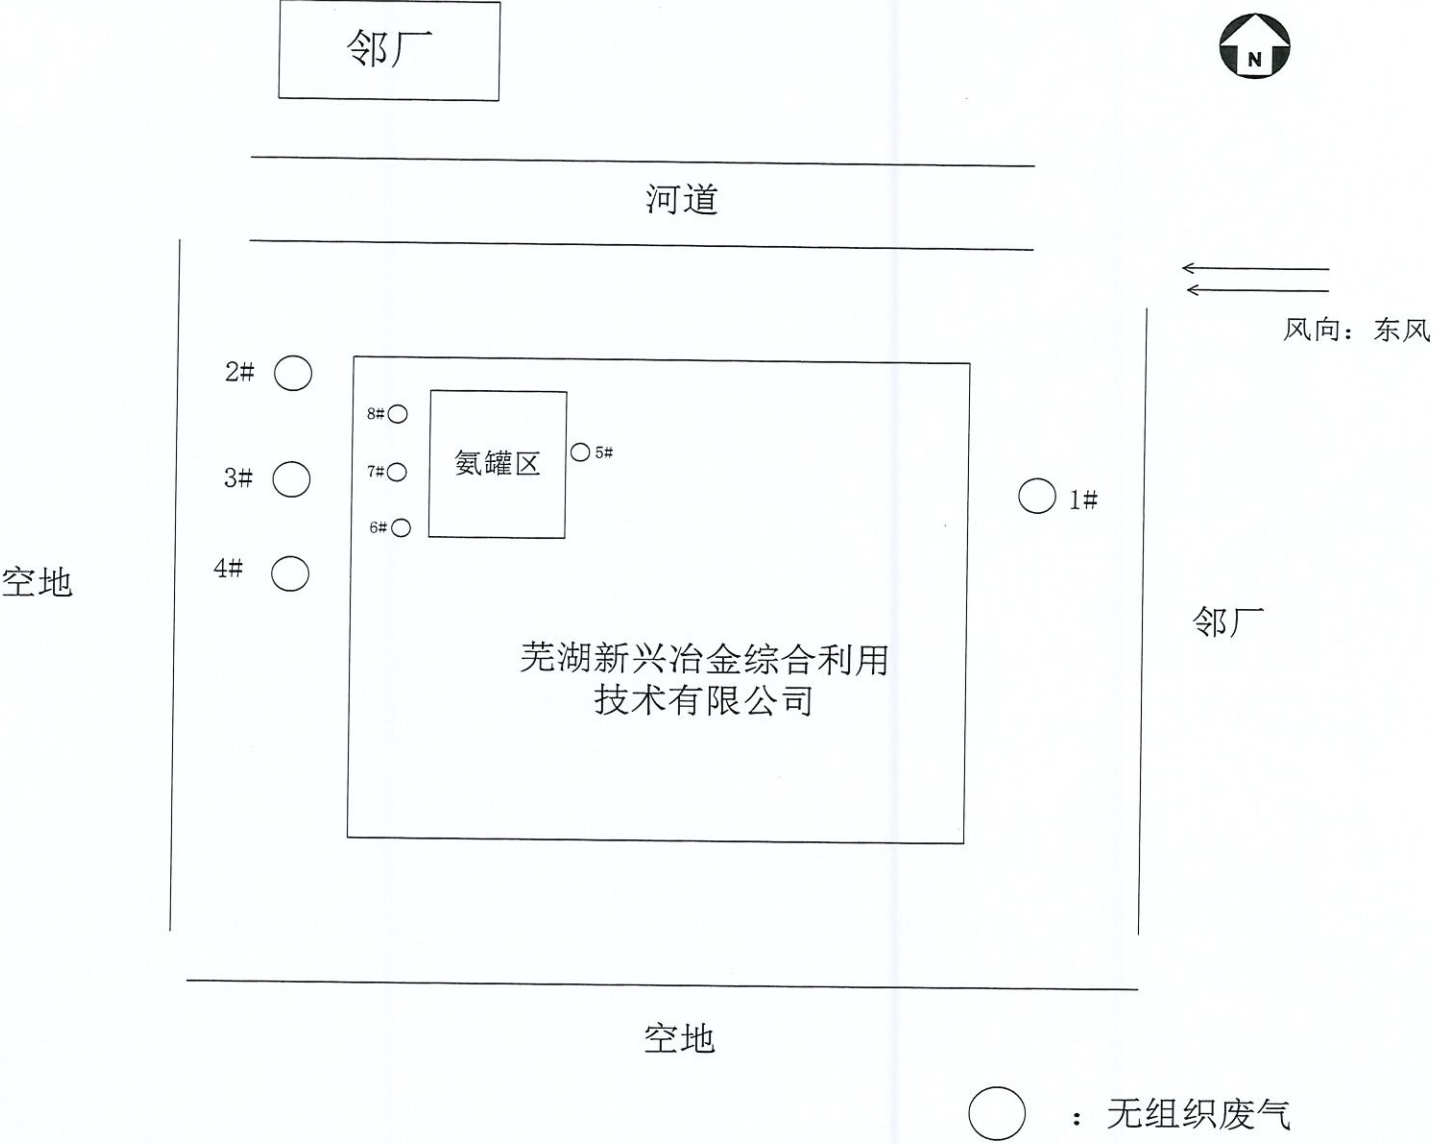 邻厂
N
河道
风向：东风
2#
8#
氨罐区
5#
3#
7#
1#
6#
4#
空地
邻厂
芜湖新兴冶金综合利用
技术有限公司
空地
：无组织废气